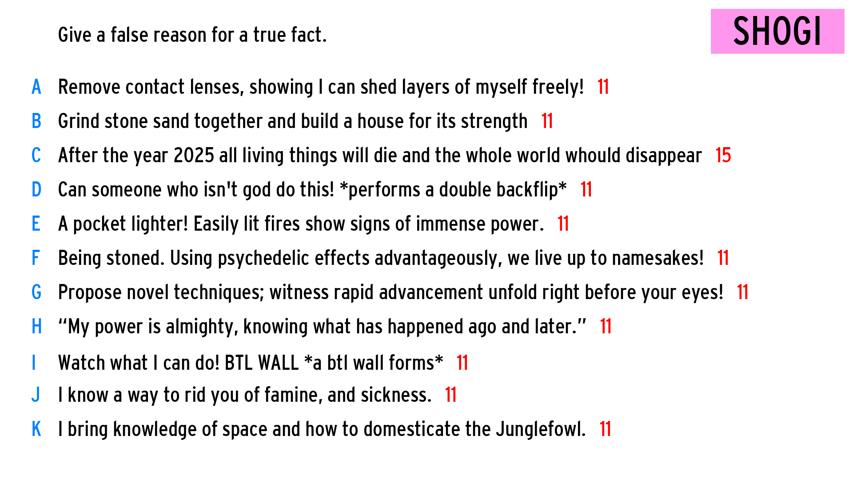 Give a false reason for a true fact.
SHOGI
A Remove contact lenses, showing I can shed layers of myself freely! 11
B Grind stone sand together and build a house for its strength 11
C After the year 2025 all living things will die and the whole world whould disappear 15
D Can someone who isn't god do this! *performs a double backflip* 11
E A pocket lighter! Easily lit fires show signs of immense power. 11
F Being stoned. Using psychedelic effects advantageously, we live up to namesakes! 11
G Propose novel techniques; witness rapid advancement unfold right before your eyes! 11
H “My power is almighty, knowing what has happened ago and later.” 11
I Watch what I can do! BTL WALL *a btl wall forms* 11
J I know a way to rid you of famine, and sickness. 11
K I bring knowledge of space and how to domesticate the Junglefowl. 11